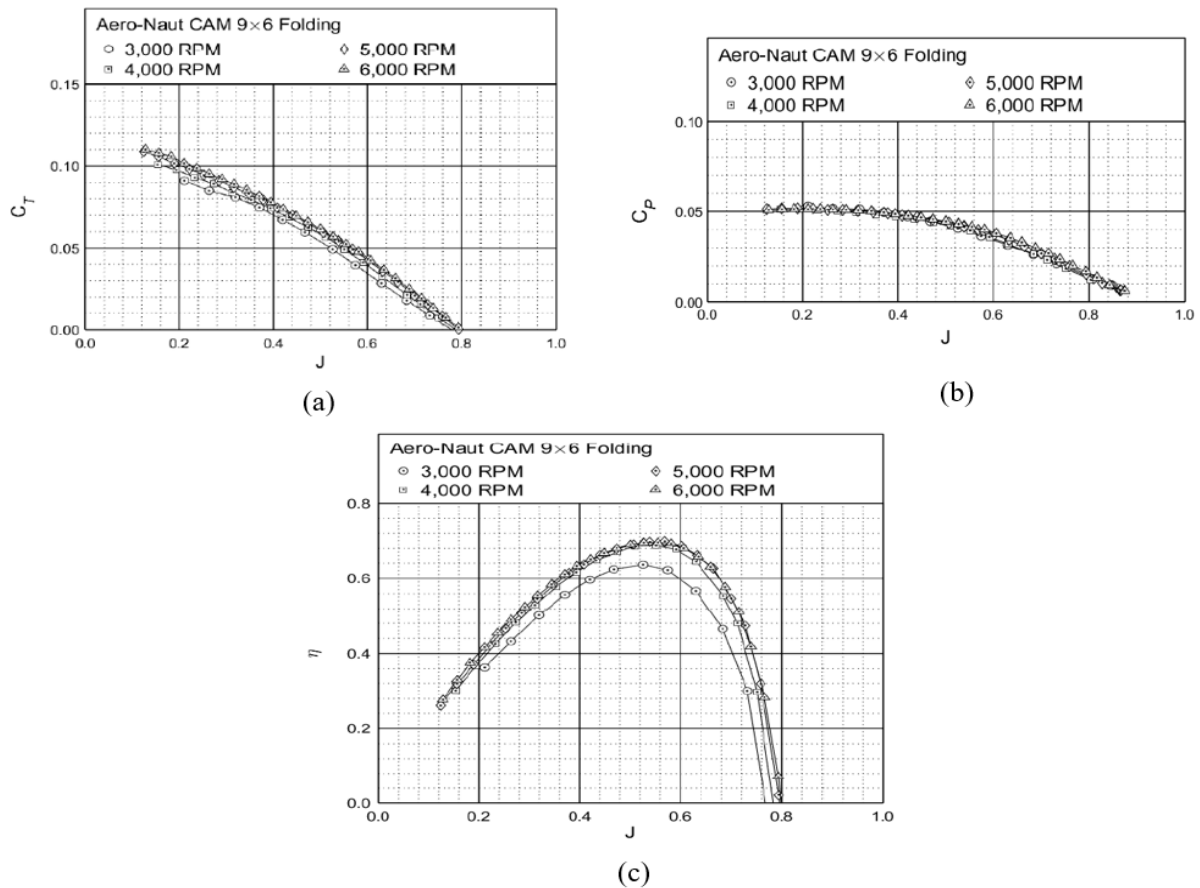 Aero-Naut CAM 9×6 Folding
3,000 RPM 5,000 RPM
4,000 RPM 6,000 RPM
0.15
0.10
0.05
0.00
C_T
0.0 0.2 0.4 0.6 0.8 1.0
J
(a)
Aero-Naut CAM 9×6 Folding
3,000 RPM 5,000 RPM
4,000 RPM 6,000 RPM
0.10
0.05
0.00
C_P
0.0 0.2 0.4 0.6 0.8 1.0
J
(b)
Aero-Naut CAM 9×6 Folding
3,000 RPM 5,000 RPM
4,000 RPM 6,000 RPM
0.8
0.6
0.4
0.2
0.0
η
0.0 0.2 0.4 0.6 0.8 1.0
J
(c)